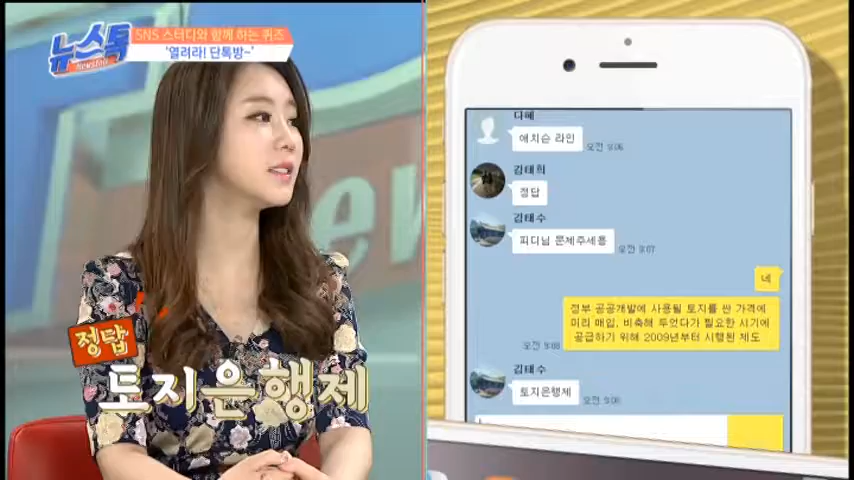 뉴스톡
Newstalk
SNS 스터디와 함께 하는 퀴즈
'열려라! 단톡방~'
정답
토지은행제
다혜
애치슨 라인
오전 9:06
김태희
정답
김태수
피디님 문제주세용
오전 9:07
네
정부 공공개발에 사용될 토지를 싼 가격에
미리 매입, 비축해 두었다가 필요한 시기에
공급하기 위해 2009년부터 시행된 제도
오전 9:08
김태수
토지은행제
오전 9:08